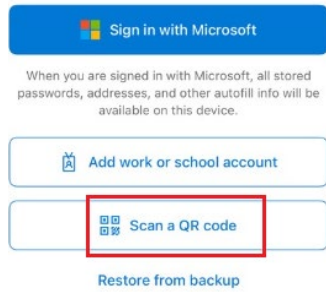 Sign in with Microsoft
When you are signed in with Microsoft, all stored
passwords, addresses, and other autofill info will be
available on this device.
Add work or school account
Scan a QR code
Restore from backup